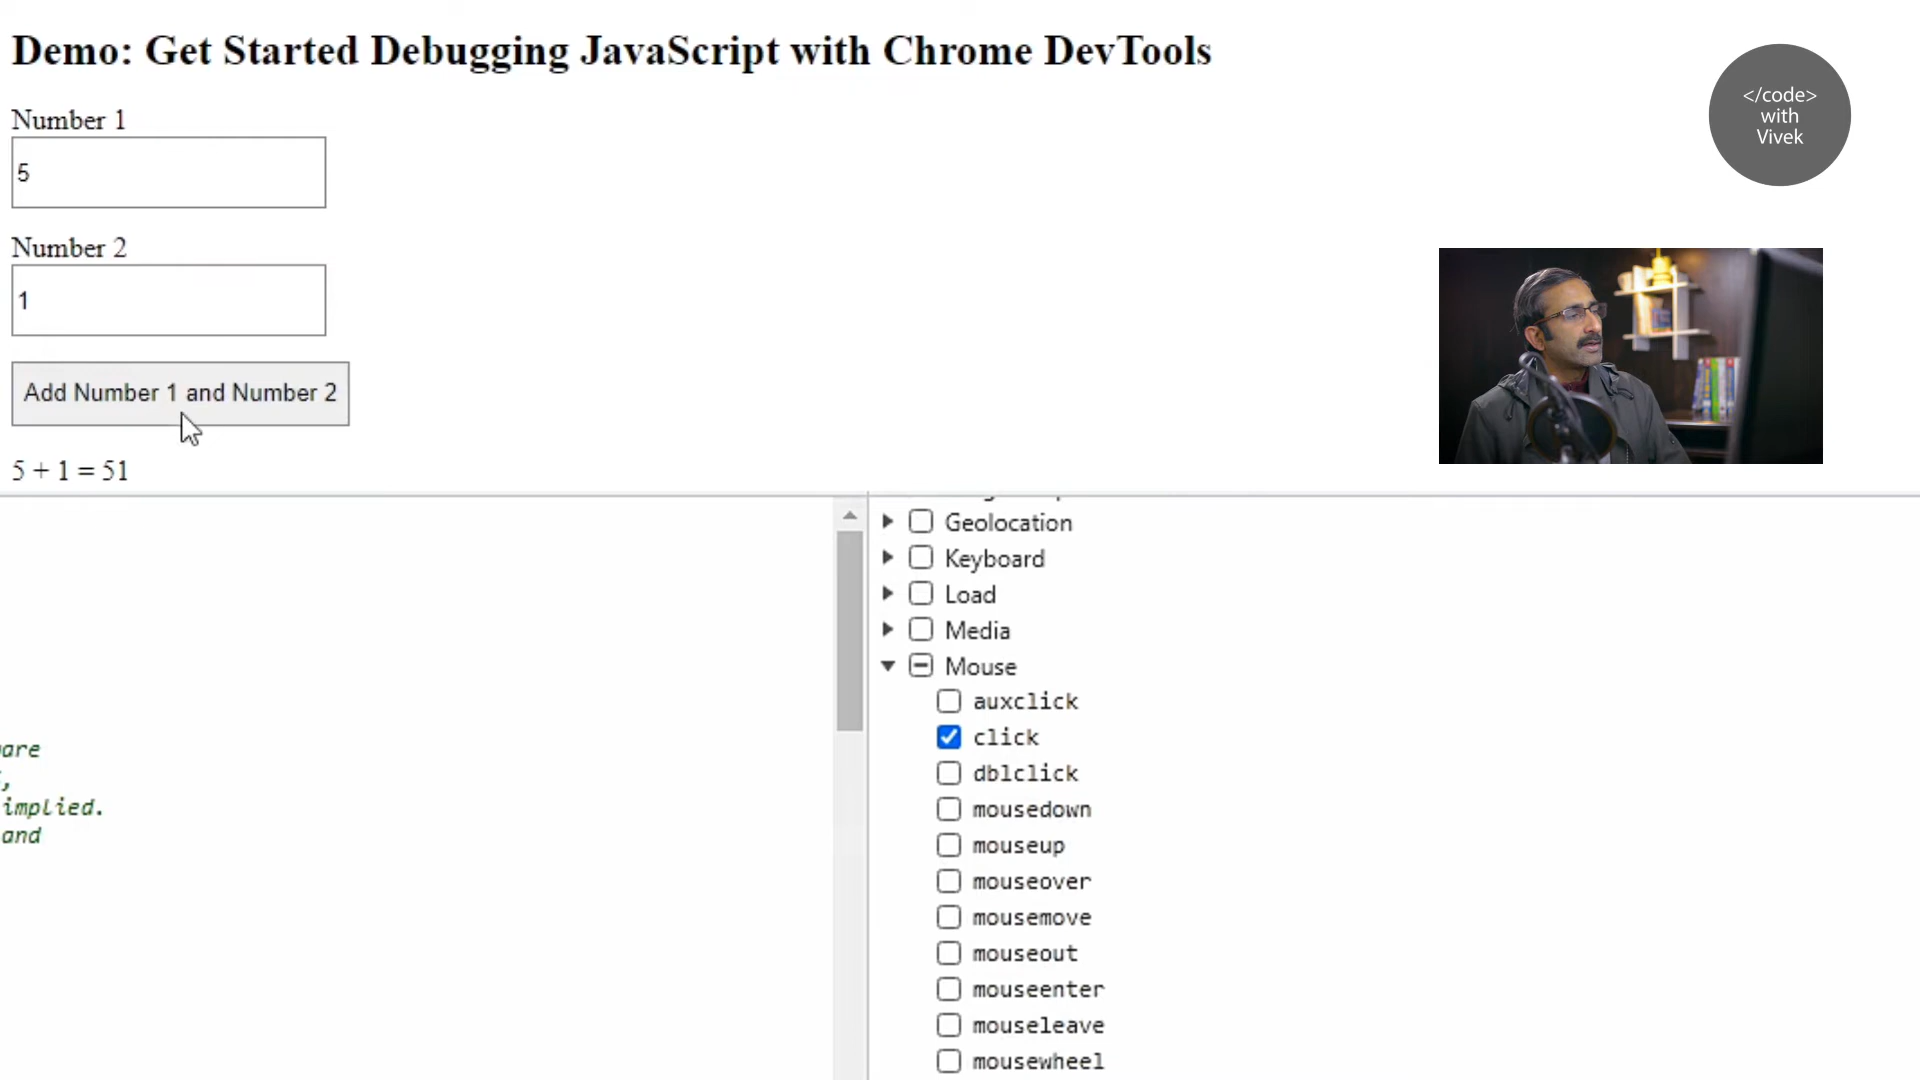 Demo: Get Started Debugging JavaScript with Chrome DevTools
</code>
with
Vivek
Number 1
5
Number 2
1
Add Number 1 and Number 2
5 + 1 = 51
are
,
implied.
and
Geolocation
Keyboard
Load
Media
Mouse
auxclick
click
dblclick
mousedown
mouseup
mouseover
mousemove
mouseout
mouseenter
mouseleave
mousewheel